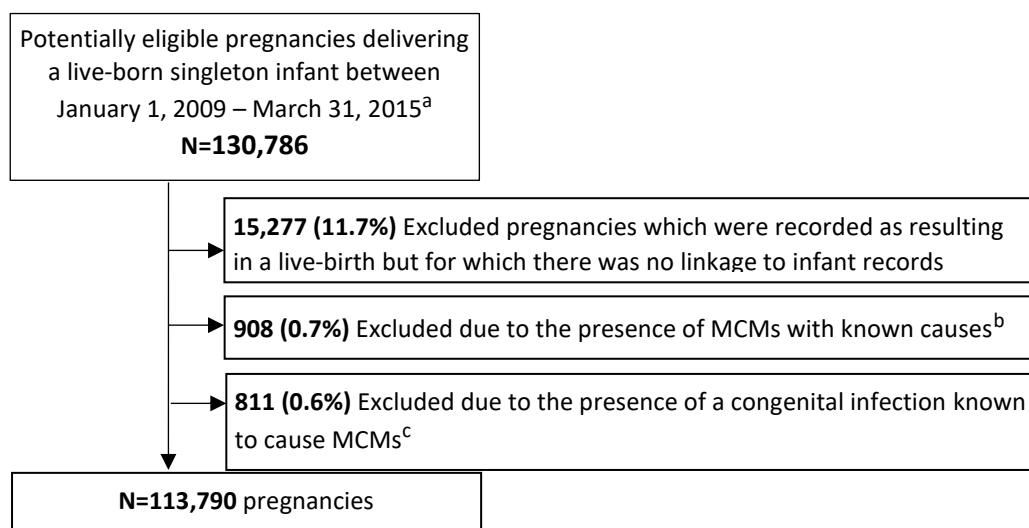 Potentially eligible pregnancies delivering
a live-born singleton infant between
January 1, 2009 – March 31, 2015a
N=130,786
15,277 (11.7%) Excluded pregnancies which were recorded as resulting
in a live-birth but for which there was no linkage to infant records
908 (0.7%) Excluded due to the presence of MCMs with known causesb
811 (0.6%) Excluded due to the presence of a congenital infection known
to cause MCMsc
N=113,790 pregnancies